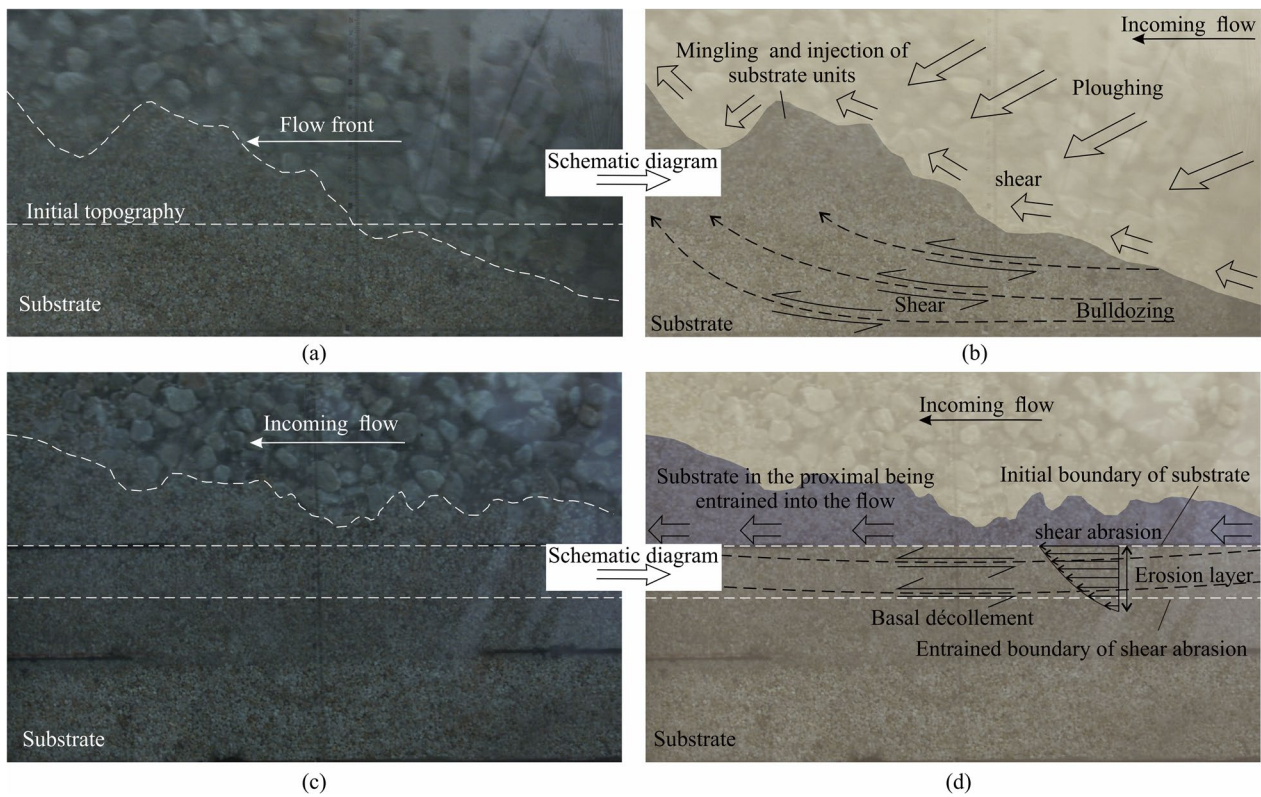 Flow front
Initial topography
Substrate
(a)
Schematic diagram
Incoming flow
Mingling and injection of
substrate units
Ploughing
shear
Shear
Bulldozing
Substrate
(b)
Incoming flow
Substrate
(c)
Schematic diagram
Incoming flow
Substrate in the proximal being
entrained into the flow
Initial boundary of substrate
shear abrasion
Erosion layer
Basal décollement
Entrained boundary of shear abrasion
Substrate
(d)